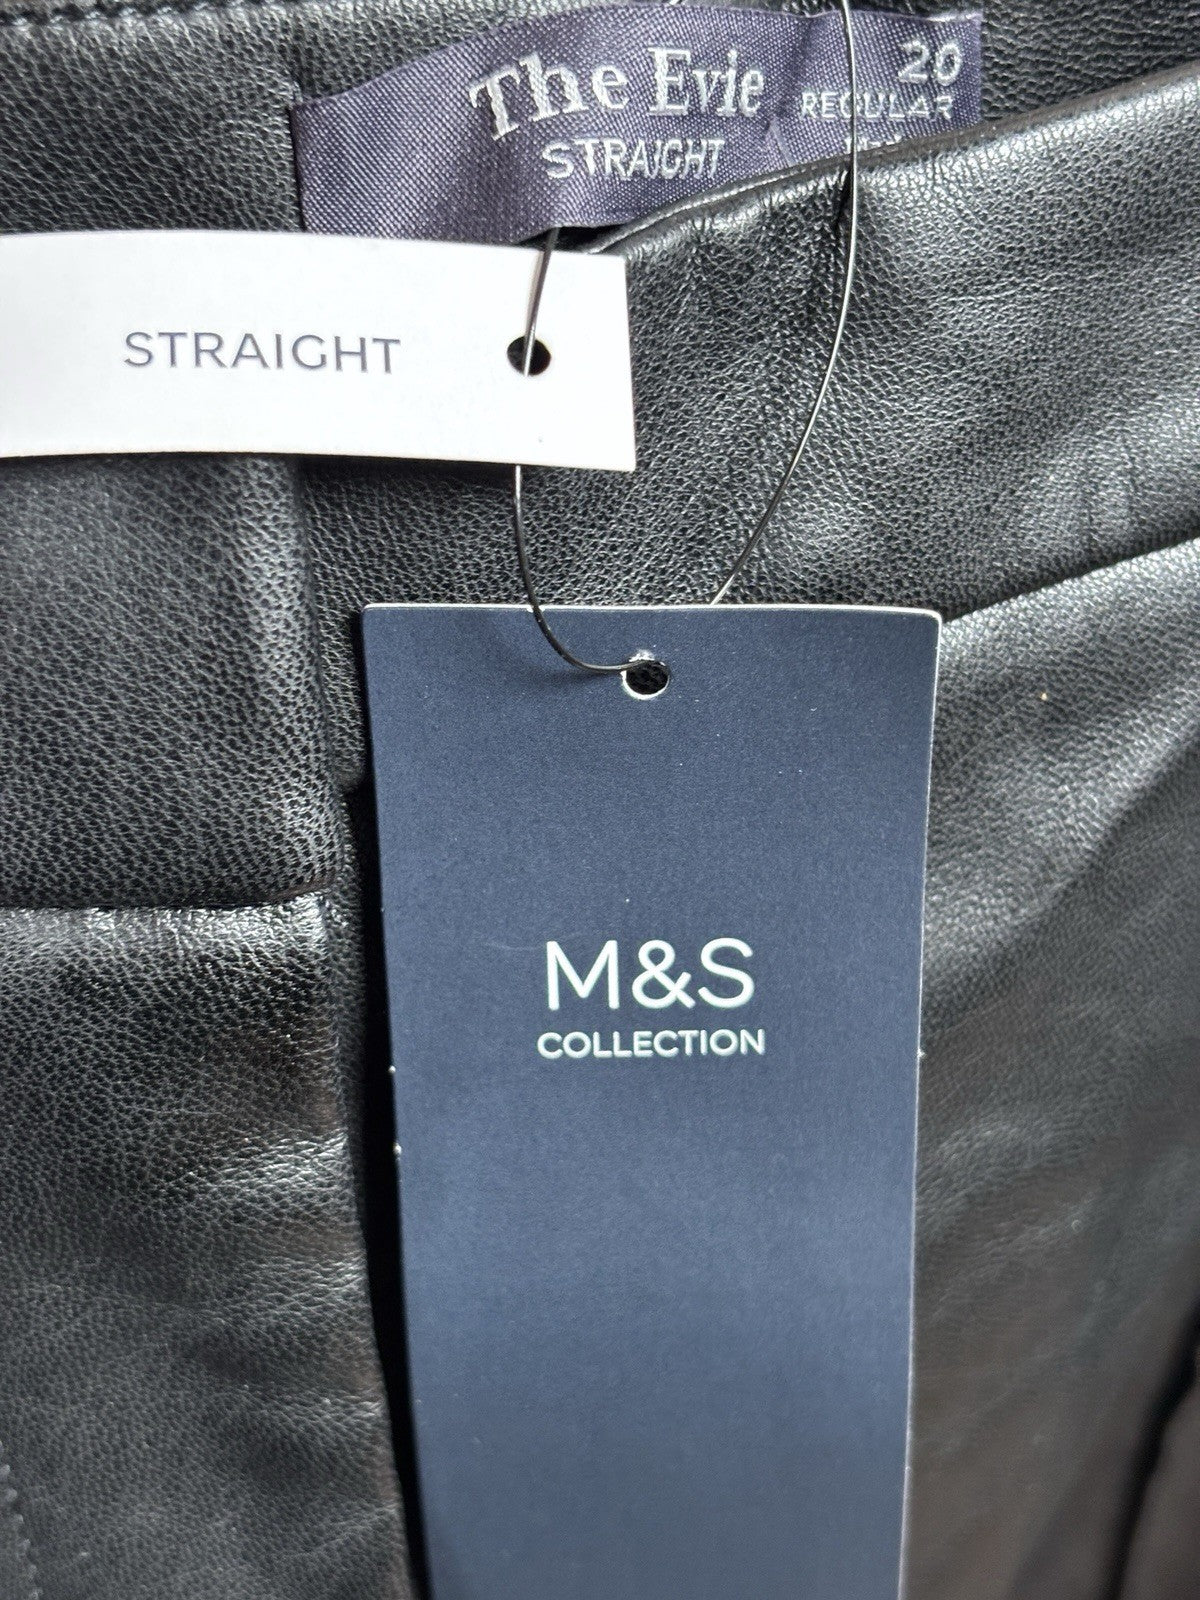 The Evie
STRAIGHT
20
REGULAR
STRAIGHT
M&S
COLLECTION